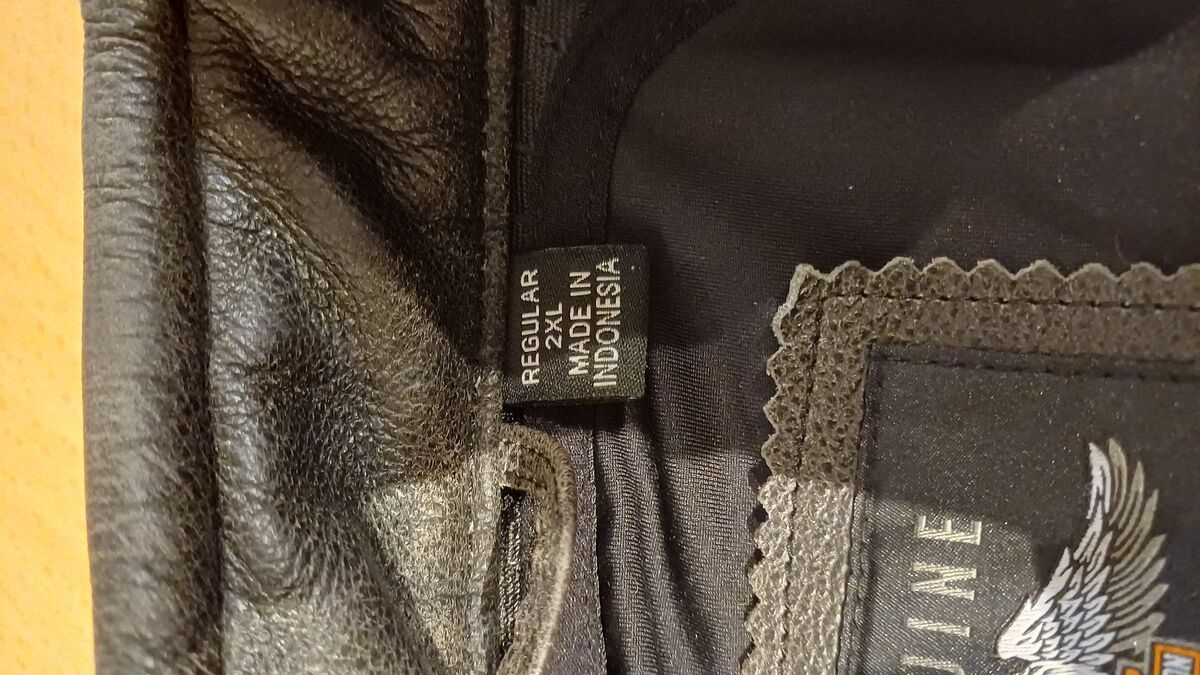 REGULAR
2XL
MADE IN
INDONESIA